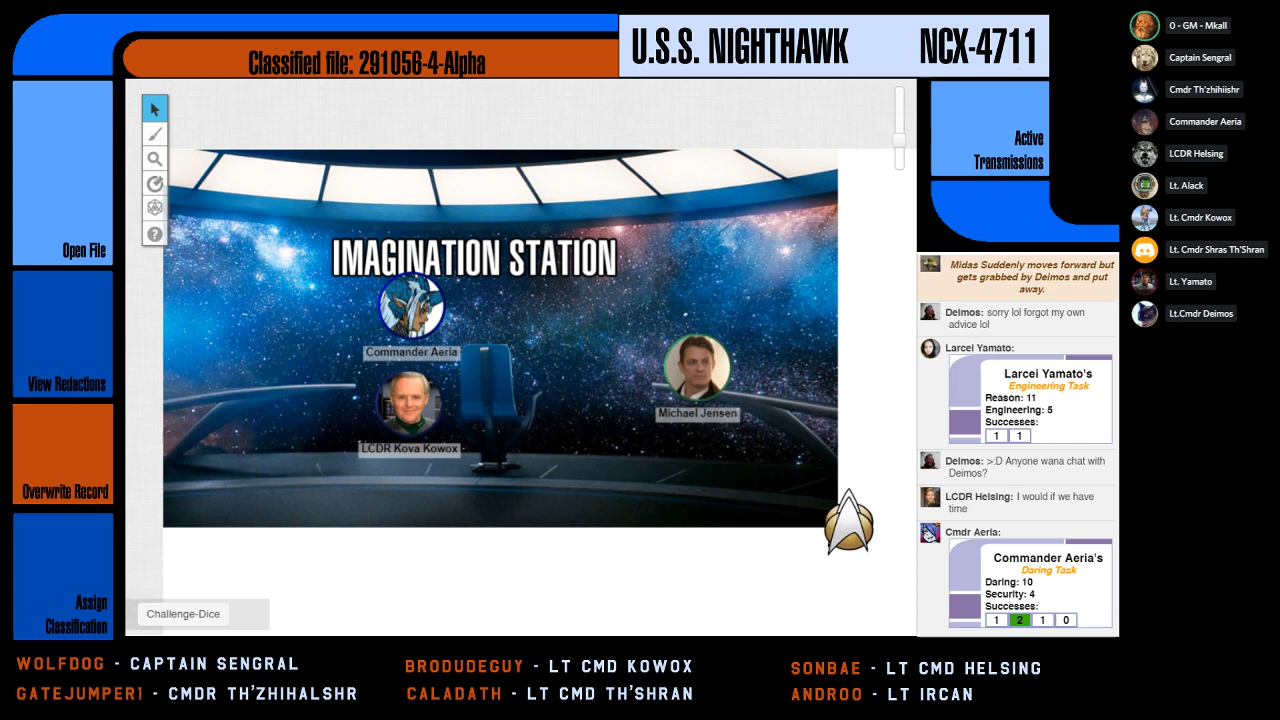 Classified file: 291056-4-Alpha
U.S.S. NIGHTHAWK NCX-4711
Open File
View Redactions
Overwrite Record
Assign
Classification
IMAGINATION STATION
Commander Aeria
LCDR Kova Kowox
Michael Jensen
Challenge-Dice
Active
Transmissions
Midas Suddenly moves forward but
gets grabbed by Deimos and put
away.
Deimos: sorry lol forgot my own
advice lol
Larcei Yamato:
Larcei Yamato's
Engineering Task
Reason: 11
Engineering: 5
Successes:
1 1
Deimos: >:D Anyone wana chat with
Deimos?
LCDR Helsing: I would if we have
time
Cmdr Aeria:
Commander Aeria's
Daring Task
Daring: 10
Security: 4
Successes:
1 2 1 0
0 - GM - Mkall
Captain Sengral
Cmdr Th'zhihiishr
Commander Aeria
LCDR Helsing
Lt. Alack
Lt. Cmdr Kowox
Lt. Cmdr Shras Th'Shran
Lt. Yamato
Lt.Cmdr Deimos
WOLFDOG - CAPTAIN SENGRAL
GATEJUMPER1 - CMDR TH'ZHIHALSHR
BRODUDEGUY - LT CMD KOWOX
CALADATH - LT CMD TH'SHRAN
SONBAE - LT CMD HELSING
ANDROO - LT IRCAN